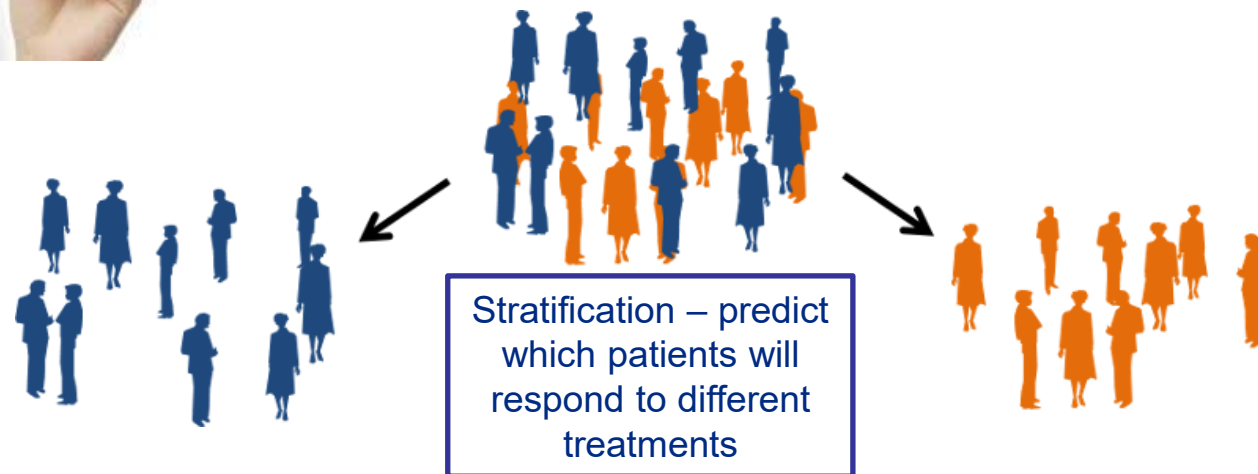 Stratification – predict
which patients will
respond to different
treatments